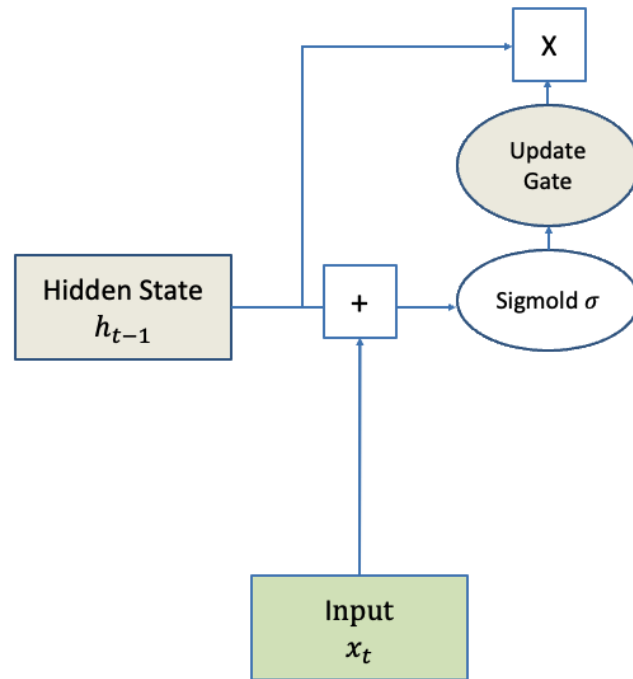 X
Update
Gate
Hidden State
h_{t−1}
+
Sigmold σ
Input
x_t